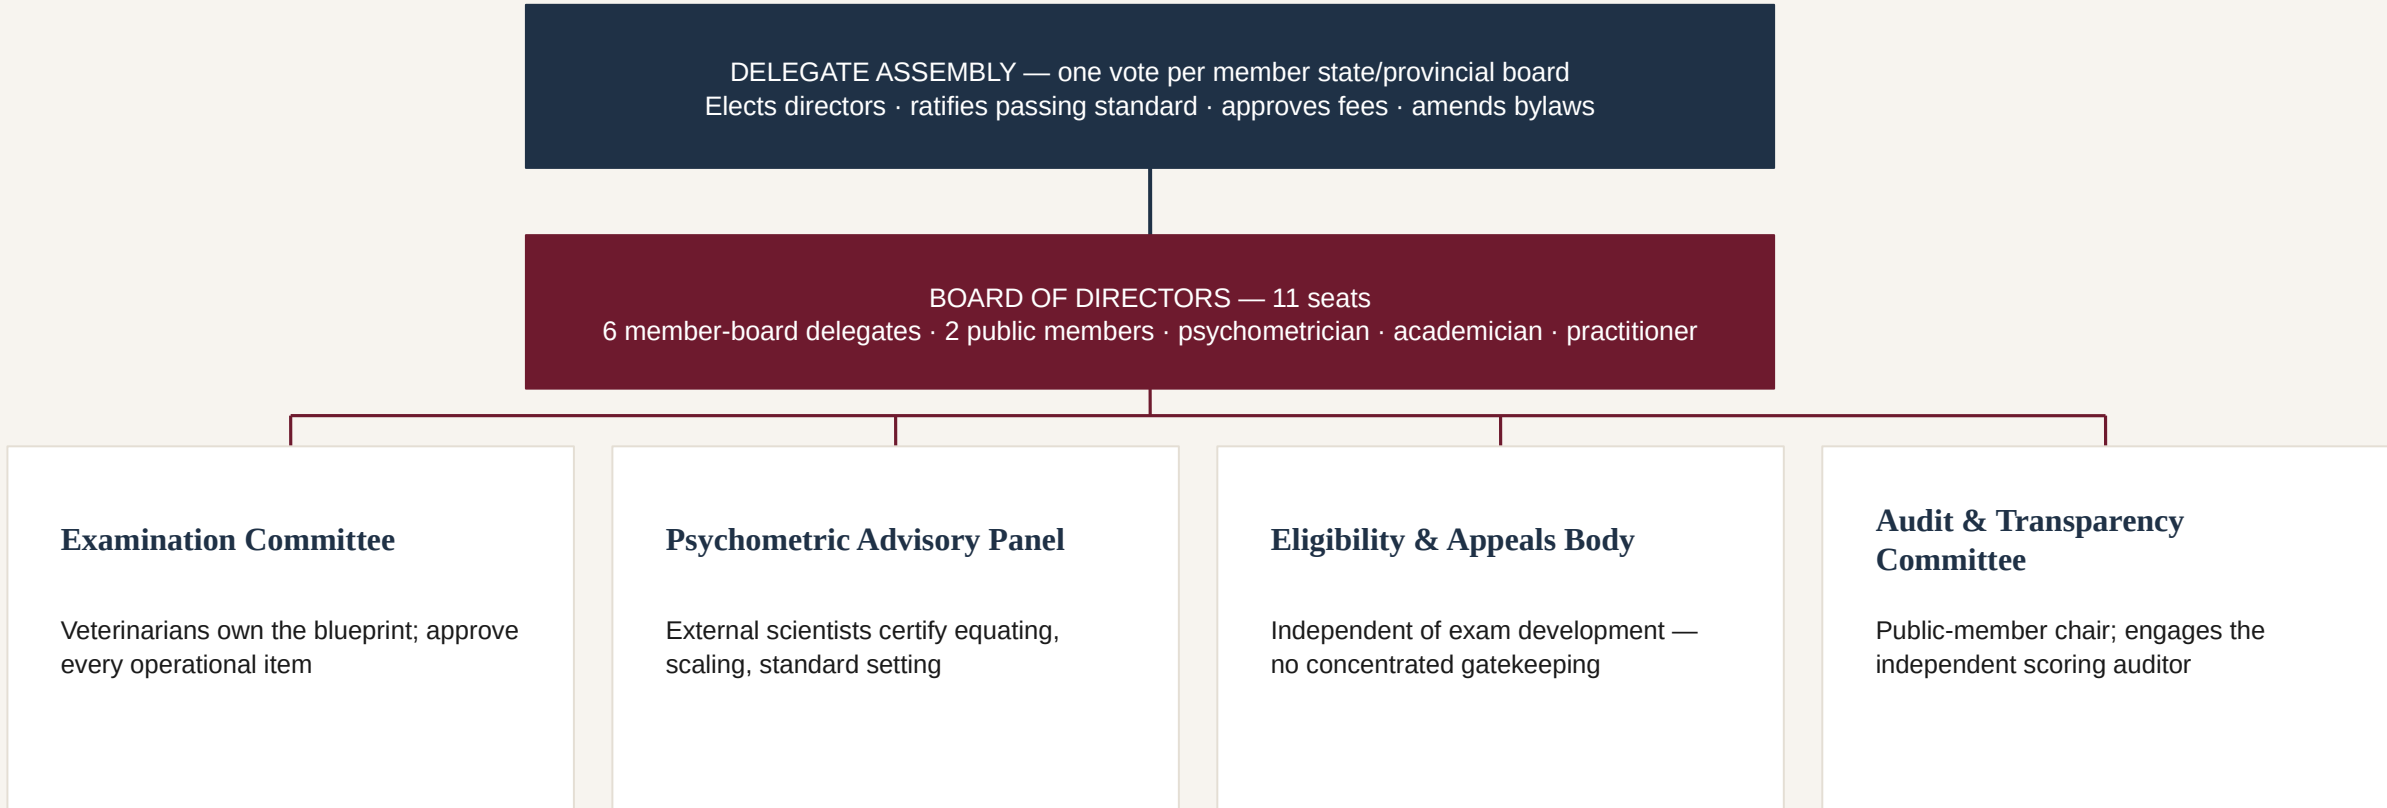 DELEGATE ASSEMBLY — one vote per member state/provincial board
Elects directors · ratifies passing standard · approves fees · amends bylaws
BOARD OF DIRECTORS — 11 seats
6 member-board delegates · 2 public members · psychometrician · academician · practitioner
Examination Committee
Veterinarians own the blueprint; approve
every operational item
Psychometric Advisory Panel
External scientists certify equating,
scaling, standard setting
Eligibility & Appeals Body
Independent of exam development —
no concentrated gatekeeping
Audit & Transparency
Committee
Public-member chair; engages the
independent scoring auditor